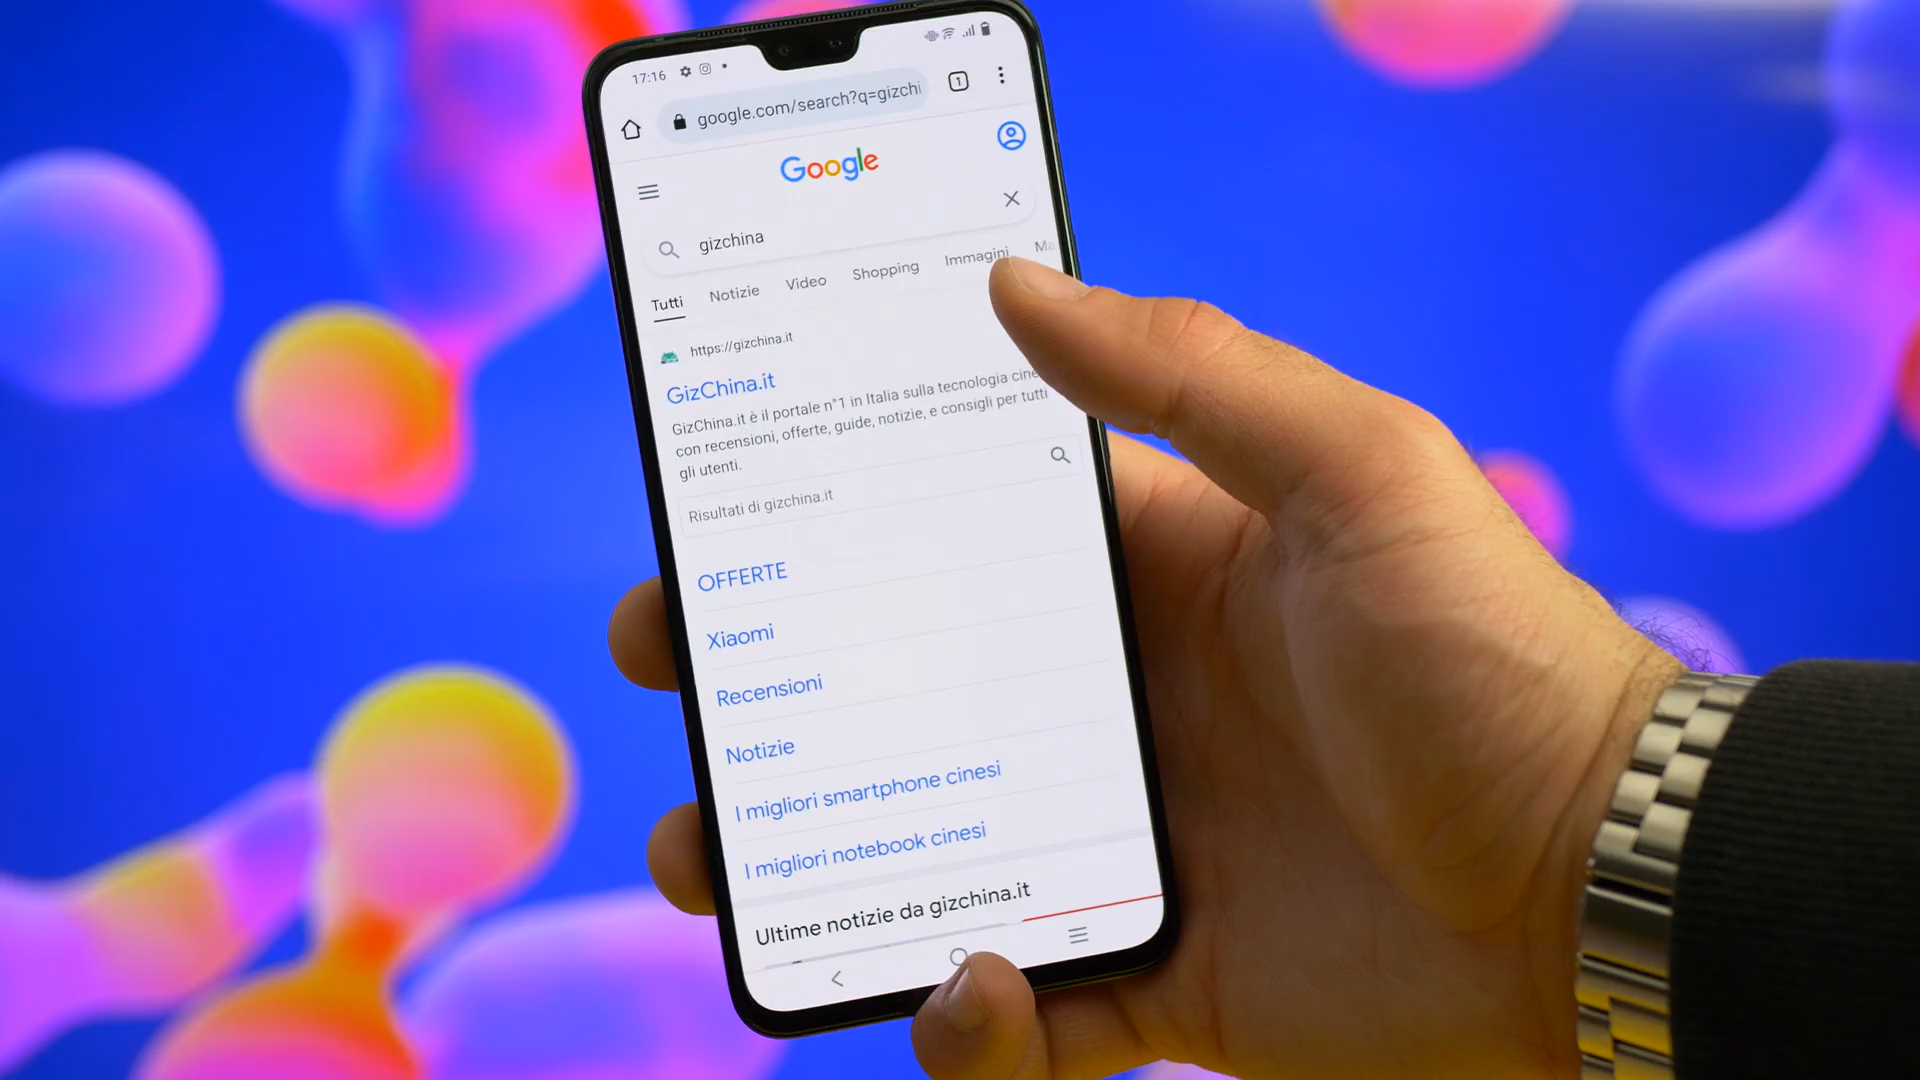 17:16
google.com/search?q=gizchi
1
Google
gizchina
Tutti Notizie Video Shopping Immagini
https://gizchina.it
GizChina.it
GizChina.it è il portale n°1 in Italia sulla tecnologia cine
con recensioni, offerte, guide, notizie, e consigli per tutti
gli utenti.
Risultati di gizchina.it
OFFERTE
Xiaomi
Recensioni
Notizie
I migliori smartphone cinesi
I migliori notebook cinesi
Ultime notizie da gizchina.it